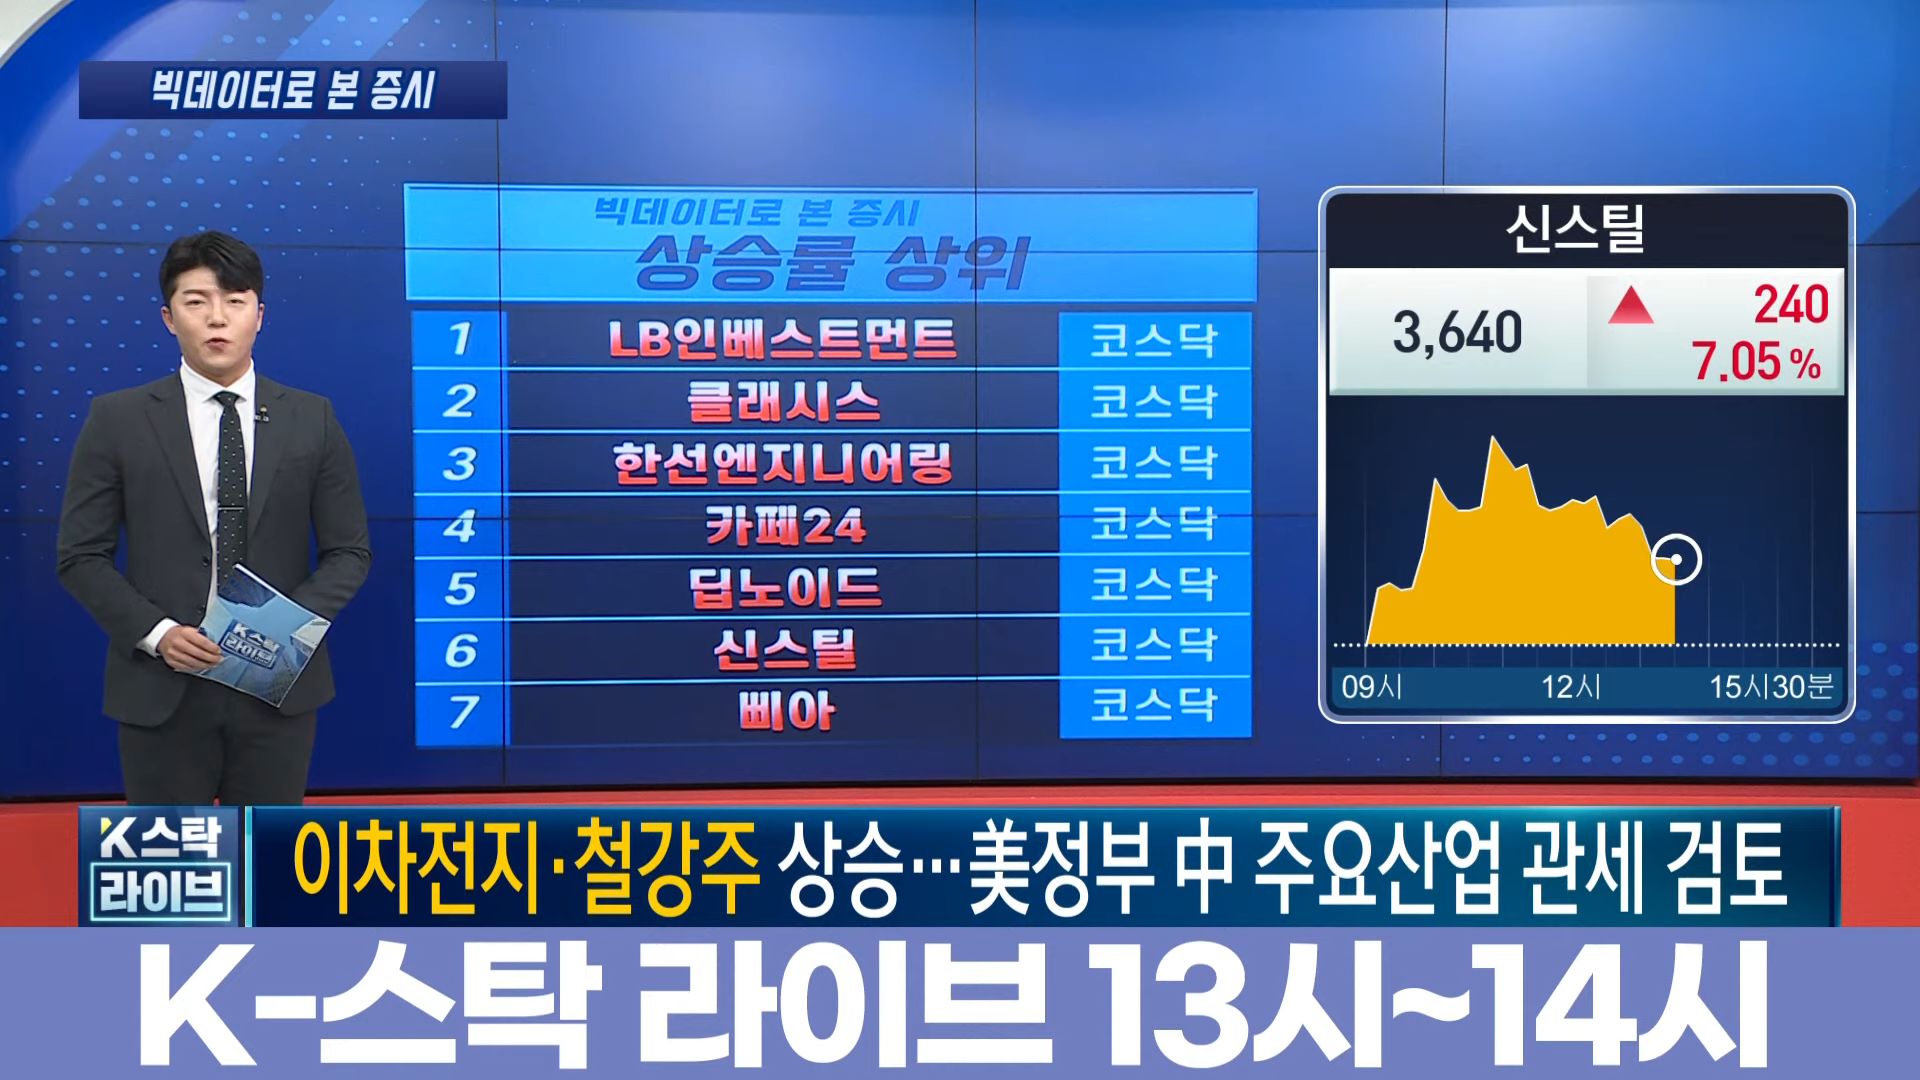 빅데이터로 본 증시
빅데이터로 본 증시
상승률 상위
1 LB인베스트먼트 코스닥
2 클래시스 코스닥
3 한선엔지니어링 코스닥
4 카페24 코스닥
5 딥노이드 코스닥
6 신스틸 코스닥
7 삐아 코스닥
신스틸
3,640 ▲ 240
7.05 %
09시 12시 15시30분
K스탁
라이브
K스탁
라이브
이차전지·철강주 상승…美정부 中 주요산업 관세 검토
K-스탁 라이브 13시~14시